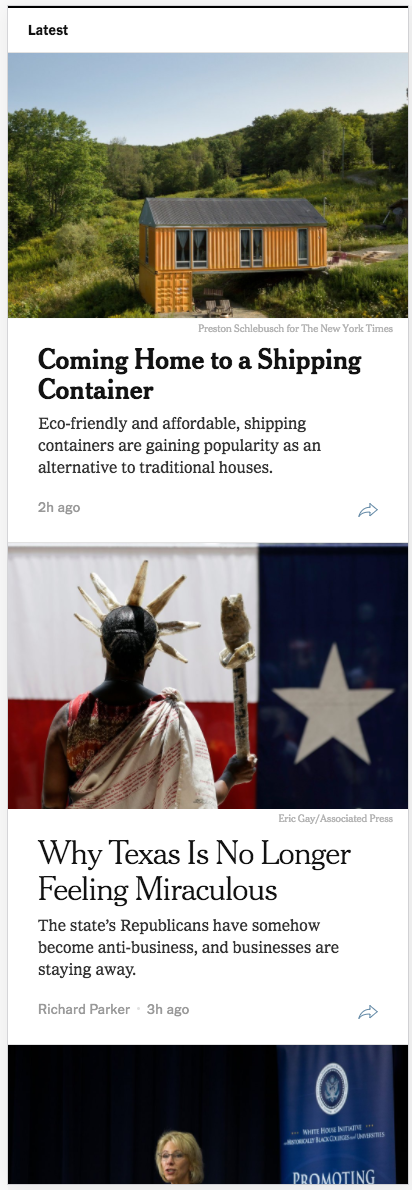 Latest
Preston Schlebusch for The New York Times
Coming Home to a Shipping
Container
Eco-friendly and affordable, shipping
containers are gaining popularity as an
alternative to traditional houses.
2h ago
Eric Gay/Associated Press
Why Texas Is No Longer
Feeling Miraculous
The state’s Republicans have somehow
become anti-business, and businesses are
staying away.
Richard Parker · 3h ago
WHITE HOUSE INITIATIVE
HISTORICALLY BLACK COLLEGES AND UNIVERSITIES
PROMOTING